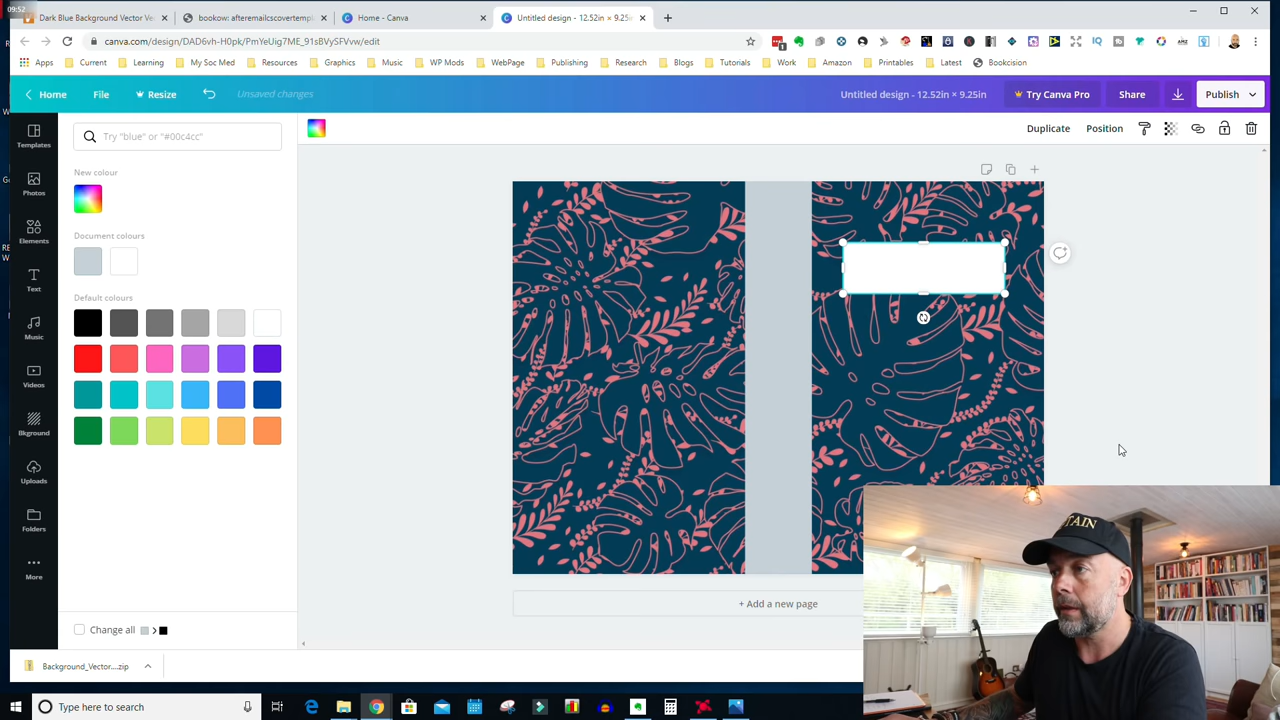 09:52
Dark Blue Background Vector Ve
bookow: afteremailcscovertempl
Home - Canva
Untitled design - 12.52in × 9.25i
canva.com/design/DAD6vh-H0pk/PmYeUig7ME_91sBVySFVvw/edit
Apps
Current
Learning
My Soc Med
Resources
Graphics
Music
WP Mods
WebPage
Publishing
Research
Blogs
Tutorials
Work
Amazon
Printables
Latest
Bookcision
Home
File
Resize
Unsaved changes
Untitled design - 12.52in × 9.25in
Try Canva Pro
Share
Publish
Try "blue" or "#00c4cc"
Duplicate
Position
Templates
New colour
Photos
Elements
Document colours
Text
Default colours
Music
Videos
Bkground
Uploads
Folders
More
+ Add a new page
Change all
Background_Vector....zip
Type here to search